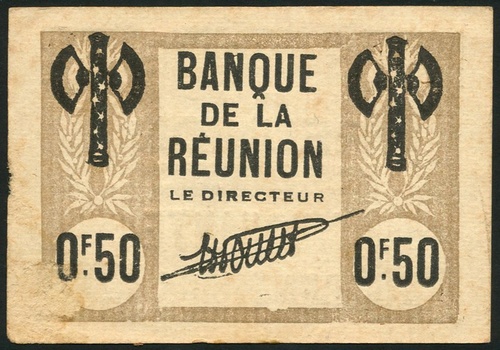 BANQUE
DE LA
RÉUNION
LE DIRECTEUR
0F.50
0F.50